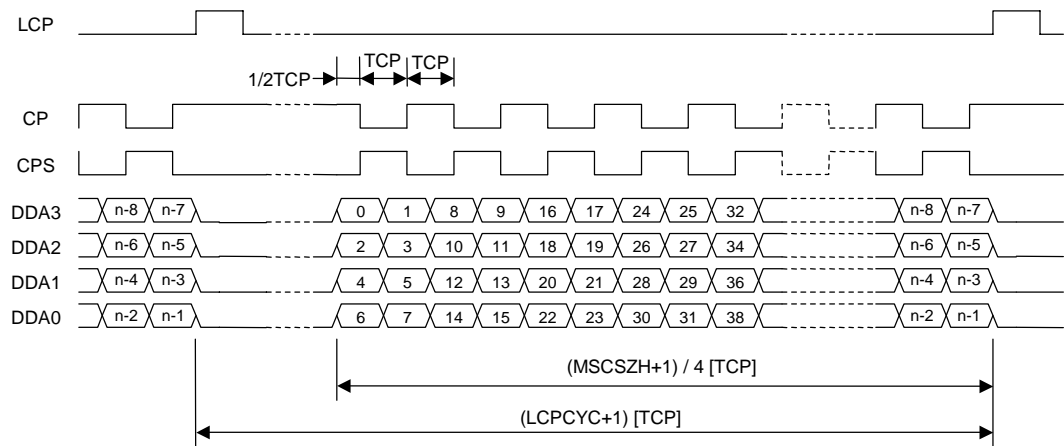 LCP
TCP TCP
1/2TCP
CP
CPS
DDA3 n-8 n-7 0 1 8 9 16 17 24 25 32 n-8 n-7
DDA2 n-6 n-5 2 3 10 11 18 19 26 27 34 n-6 n-5
DDA1 n-4 n-3 4 5 12 13 20 21 28 29 36 n-4 n-3
DDA0 n-2 n-1 6 7 14 15 22 23 30 31 38 n-2 n-1
(MSCSZH+1) / 4 [TCP]
(LCPCYC+1) [TCP]